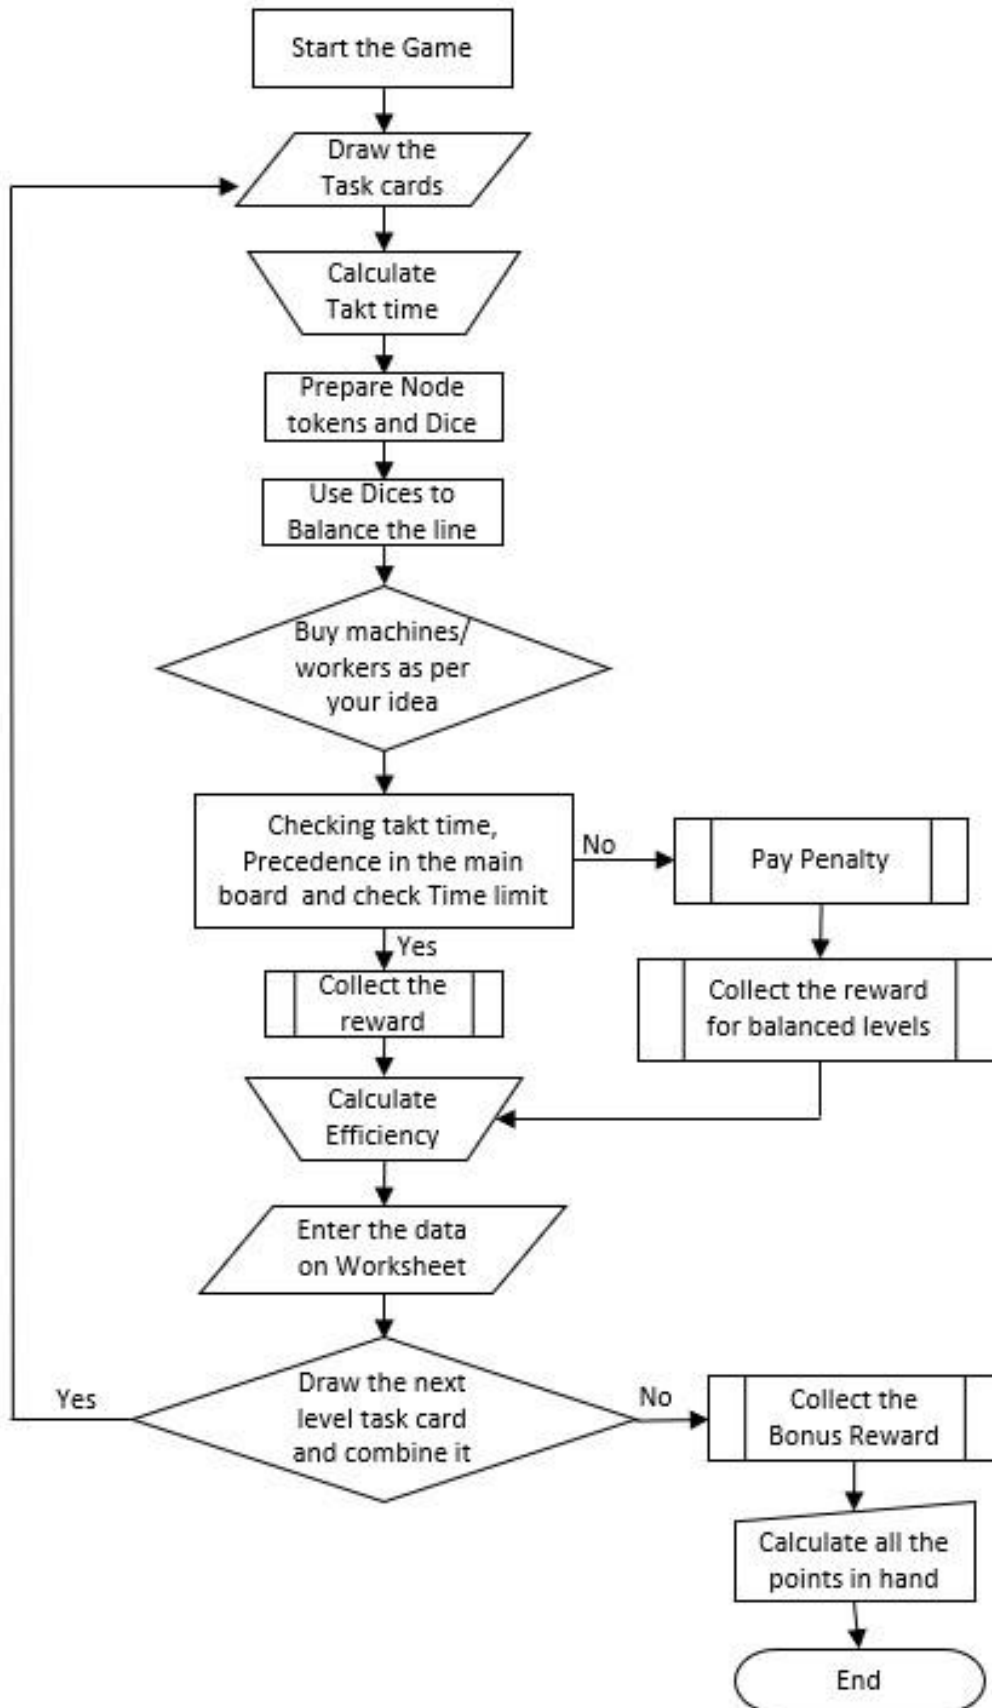 Start the Game
Draw the
Task cards
Calculate
Takt time
Prepare Node
tokens and Dice
Use Dices to
Balance the line
Buy machines/
workers as per
your idea
Checking takt time,
Precedence in the main
board and check Time limit
No
Pay Penalty
Yes
Collect the
reward
Collect the reward
for balanced levels
Calculate
Efficiency
Enter the data
on Worksheet
Draw the next
level task card
and combine it
Yes
No
Collect the
Bonus Reward
Calculate all the
points in hand
End